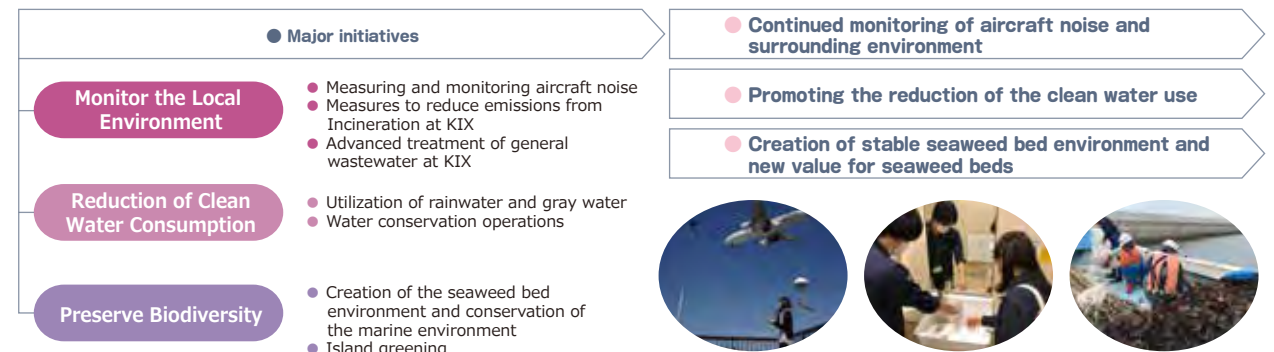 Major initiatives
Continued monitoring of aircraft noise and
surrounding environment
Promoting the reduction of the clean water use
Creation of stable seaweed bed environment and
new value for seaweed beds
Monitor the Local
Environment
Measuring and monitoring aircraft noise
Measures to reduce emissions from
Incineration at KIX
Advanced treatment of general
wastewater at KIX
Reduction of Clean
Water Consumption
Utilization of rainwater and gray water
Water conservation operations
Preserve Biodiversity
Creation of the seaweed bed
environment and conservation of
the marine environment
Island greening